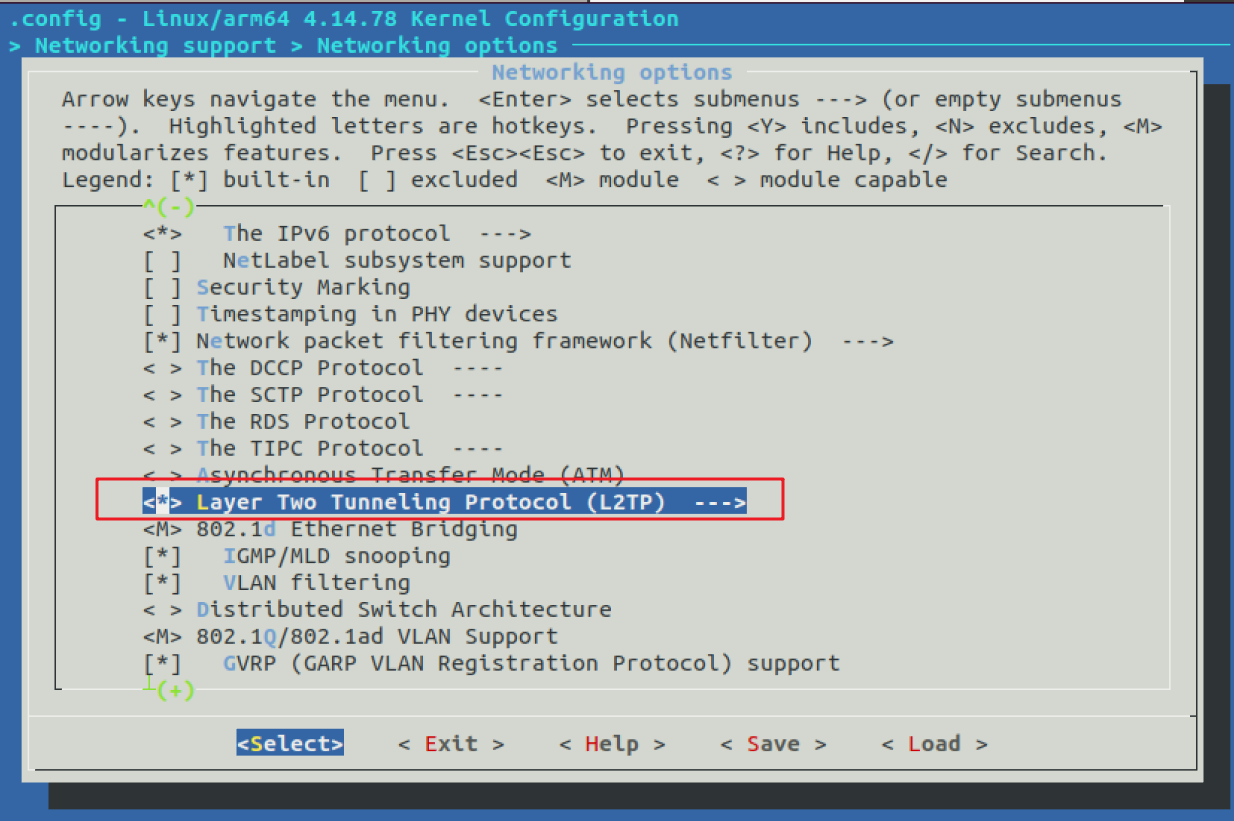 .config - Linux/arm64 4.14.78 Kernel Configuration
> Networking support > Networking options
Networking options
Arrow keys navigate the menu.  <Enter> selects submenus ---> (or empty submenus
----).  Highlighted letters are hotkeys.  Pressing <Y> includes, <N> excludes, <M>
modularizes features.  Press <Esc><Esc> to exit, <?> for Help, </> for Search.
Legend: [*] built-in  [ ] excluded  <M> module  < > module capable
^(-)
<*>   The IPv6 protocol  --->
[ ]   NetLabel subsystem support
[ ] Security Marking
[ ] Timestamping in PHY devices
[*] Network packet filtering framework (Netfilter)  --->
< > The DCCP Protocol  ----
< > The SCTP Protocol  ----
< > The RDS Protocol
< > The TIPC Protocol  ----
< > Asynchronous Transfer Mode (ATM)
<*> Layer Two Tunneling Protocol (L2TP)  --->
<M> 802.1d Ethernet Bridging
[*]   IGMP/MLD snooping
[*]   VLAN filtering
< > Distributed Switch Architecture
<M> 802.1Q/802.1ad VLAN Support
[*]   GVRP (GARP VLAN Registration Protocol) support
┴(+)
<Select>    < Exit >    < Help >    < Save >    < Load >